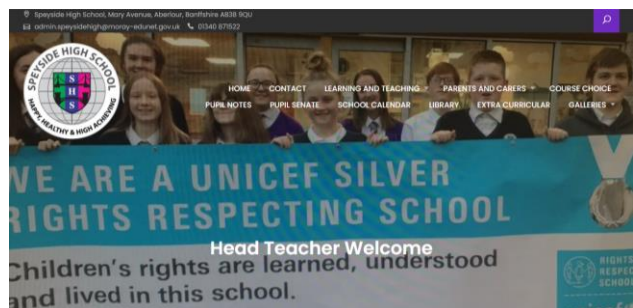 Speyside High School, Mary Avenue, Aberlour, Banffshire AB38 9QU
admin.speysidehigh@moray-edunet.gov.uk 01340 871522
SPEYSIDE HIGH SCHOOL
S
H S
HAPPY, HEALTHY & HIGH ACHIEVING
HOME CONTACT LEARNING AND TEACHING PARENTS AND CARERS COURSE CHOICE
PUPIL NOTES PUPIL SENATE SCHOOL CALENDAR LIBRARY EXTRA CURRICULAR GALLERIES
WE ARE A UNICEF SILVER
RIGHTS RESPECTING SCHOOL
Head Teacher Welcome
Children's rights are learned, understood
and lived in this school.
RIGHTS
RESPEC
SCHOOL